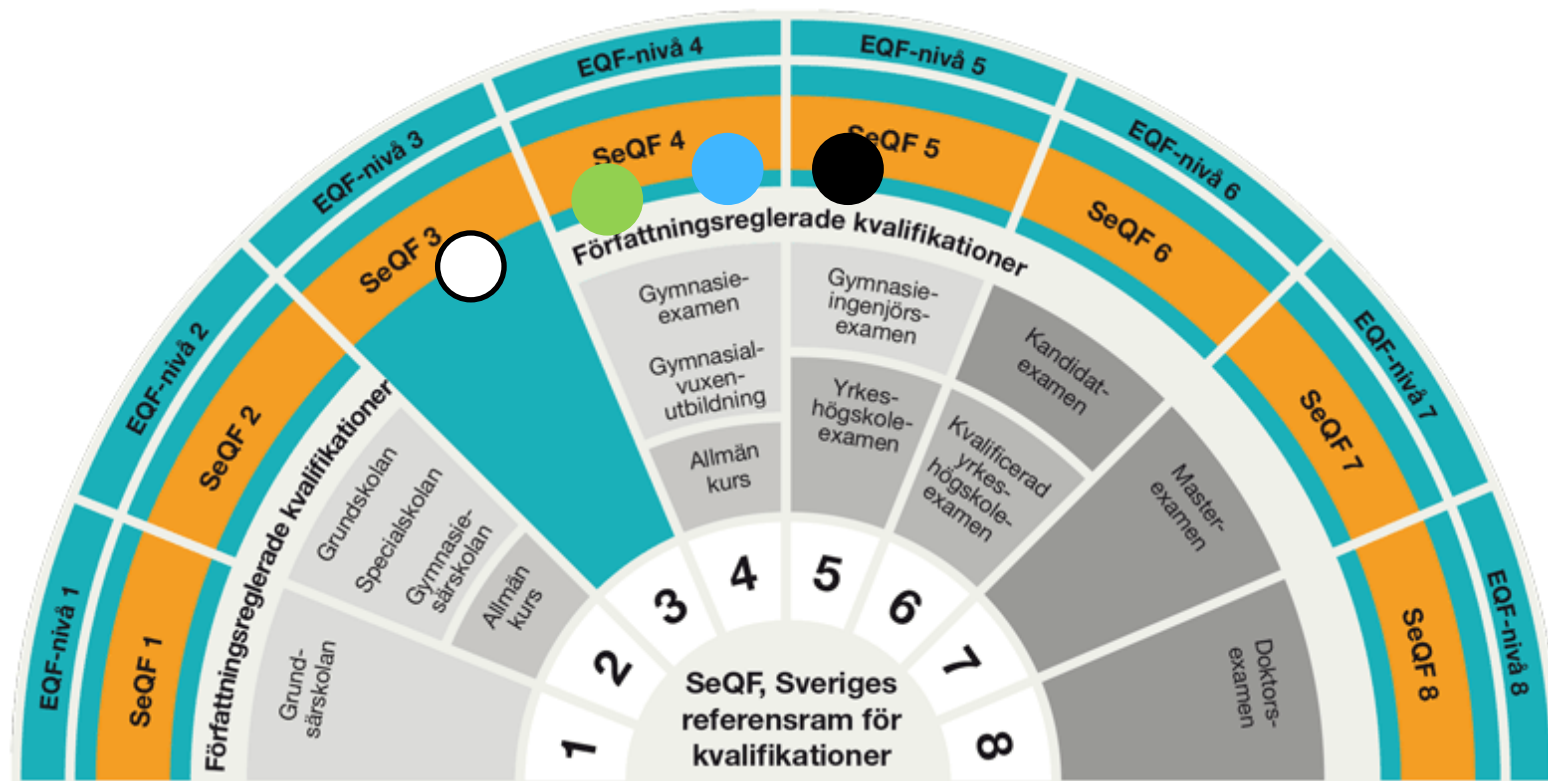 EQF-nivå 1
EQF-nivå 2
EQF-nivå 3
EQF-nivå 4
EQF-nivå 5
EQF-nivå 6
EQF-nivå 7
EQF-nivå 8
SeQF 1
SeQF 2
SeQF 3
SeQF 4
SeQF 5
SeQF 6
SeQF 7
SeQF 8
Författningsreglerade kvalifikationer
Författningsreglerade kvalifikationer
Grund-
särskolan
Grundskolan
Specialskolan
Gymnasie-
särskolan
Allmän
kurs
Gymnasie-
examen
Gymnasial-
vuxen-
utbildning
Allmän
kurs
Gymnasie-
ingenjörs-
examen
Yrkes-
högskole-
examen
Kandidat-
examen
Kvalificerad
yrkes-
högskole-
examen
Master-
examen
Doktors-
examen
1
2
3
4
5
6
7
8
SeQF, Sveriges
referensram för
kvalifikationer